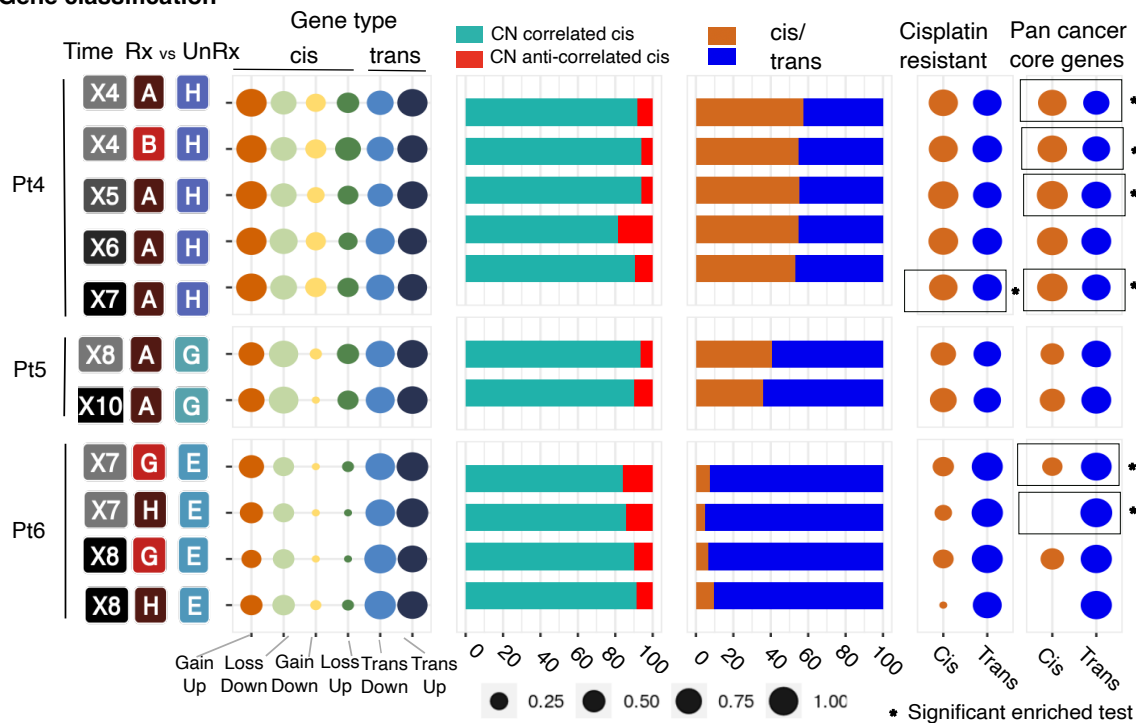 Gene classification
Gene type
Time Rx vs UnRx cis trans
CN correlated cis
CN anti-correlated cis
cis/
trans
Cisplatin
resistant
Pan cancer
core genes
Pt4
X4 A H *
X4 B H *
X5 A H *
X6 A H
X7 A H * *
Pt5
X8 A G
X10 A G
Pt6
X7 G E *
X7 H E *
X8 G E
X8 H E
Gain Up
Loss Down
Gain Down
Loss Up
Trans Down
Trans Up
0 20 40 60 80 100
0 20 40 60 80 100
Cis Trans
Cis Trans
0.25 0.50 0.75 1.00
* Significant enriched test